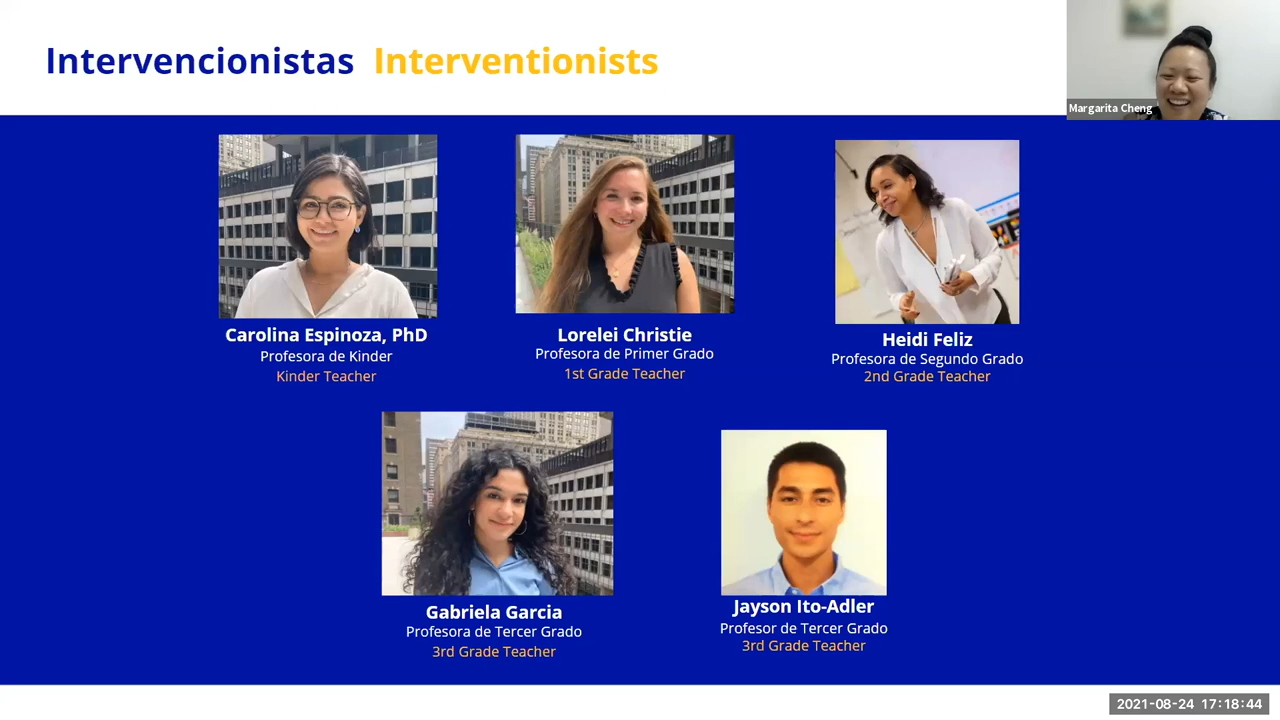 Intervencionistas Interventionists
Margarita Cheng
Carolina Espinoza, PhD
Profesora de Kinder
Kinder Teacher
Lorelei Christie
Profesora de Primer Grado
1st Grade Teacher
Heidi Feliz
Profesora de Segundo Grado
2nd Grade Teacher
Gabriela Garcia
Profesora de Tercer Grado
3rd Grade Teacher
Jayson Ito-Adler
Profesor de Tercer Grado
3rd Grade Teacher
2021-08-24 17:18:44